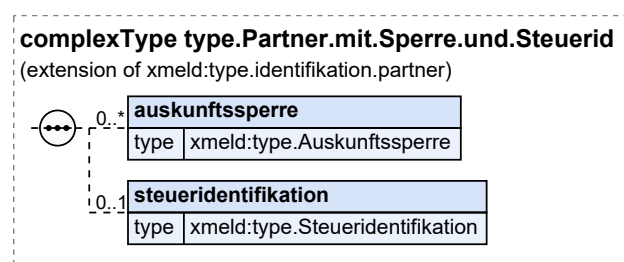 complexType type.Partner.mit.Sperre.und.Steuerid
(extension of xmeld:type.identifikation.partner)
0..* auskunftssperre
type xmeld:type.Auskunftssperre
0..1 steueridentifikation
type xmeld:type.Steueridentifikation